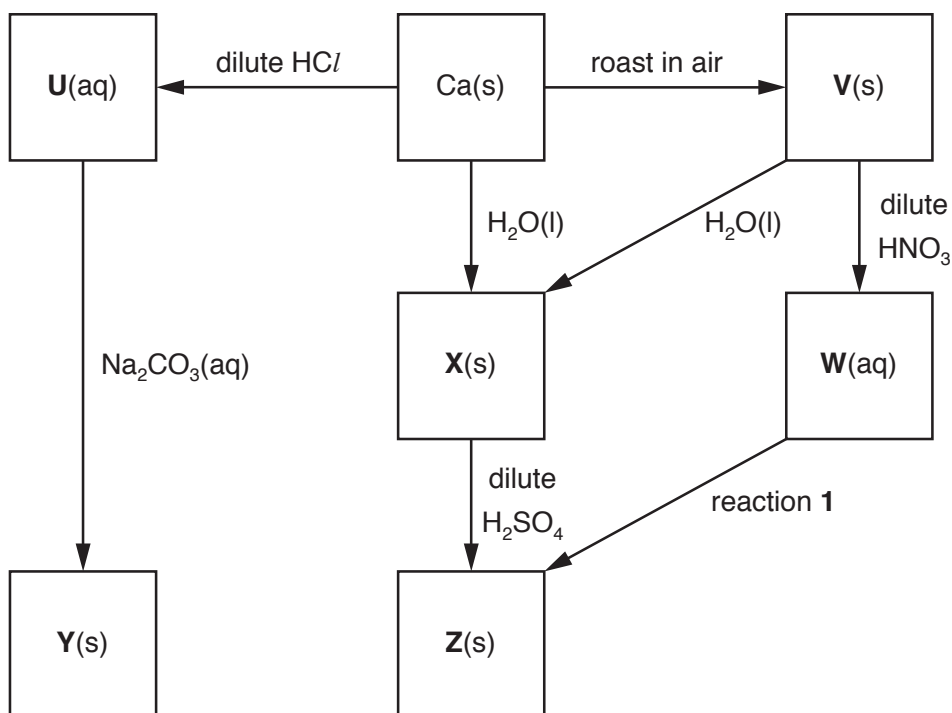 U(aq)
dilute HCl
Ca(s)
roast in air
V(s)
H₂O(l)
H₂O(l)
dilute
HNO₃
Na₂CO₃(aq)
X(s)
W(aq)
dilute
H₂SO₄
reaction 1
Y(s)
Z(s)